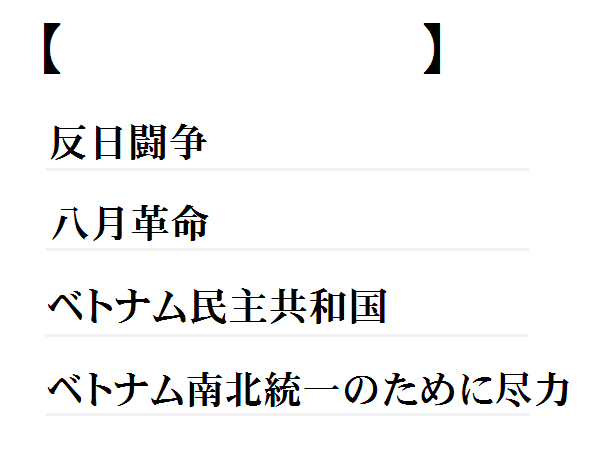 【　　　　　　　　】
反日闘争
八月革命
ベトナム民主共和国
ベトナム南北統一のために尽力